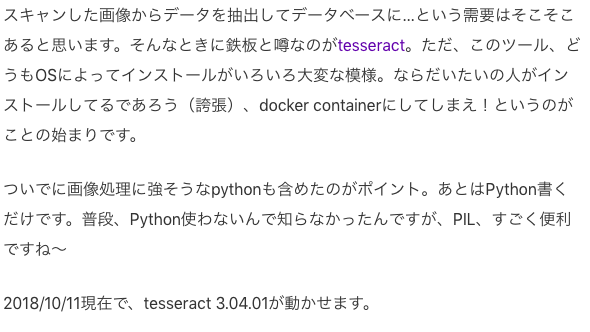 スキャンした画像からデータを抽出してデータベースに...という需要はそこそこ
あると思います。そんなときに鉄板と噂なのがtesseract。ただ、このツール、ど
うもOSによってインストールがいろいろ大変な模様。ならだいたいの人がイン
ストールしてるであろう（誇張）、docker containerにしてしまえ！というのが
ことの始まりです。
ついでに画像処理に強そうなpythonも含めたのがポイント。あとはPython書く
だけです。普段、Python使わないんで知らなかったんですが、PIL、すごく便利
ですね〜
2018/10/11現在で、tesseract 3.04.01が動かせます。